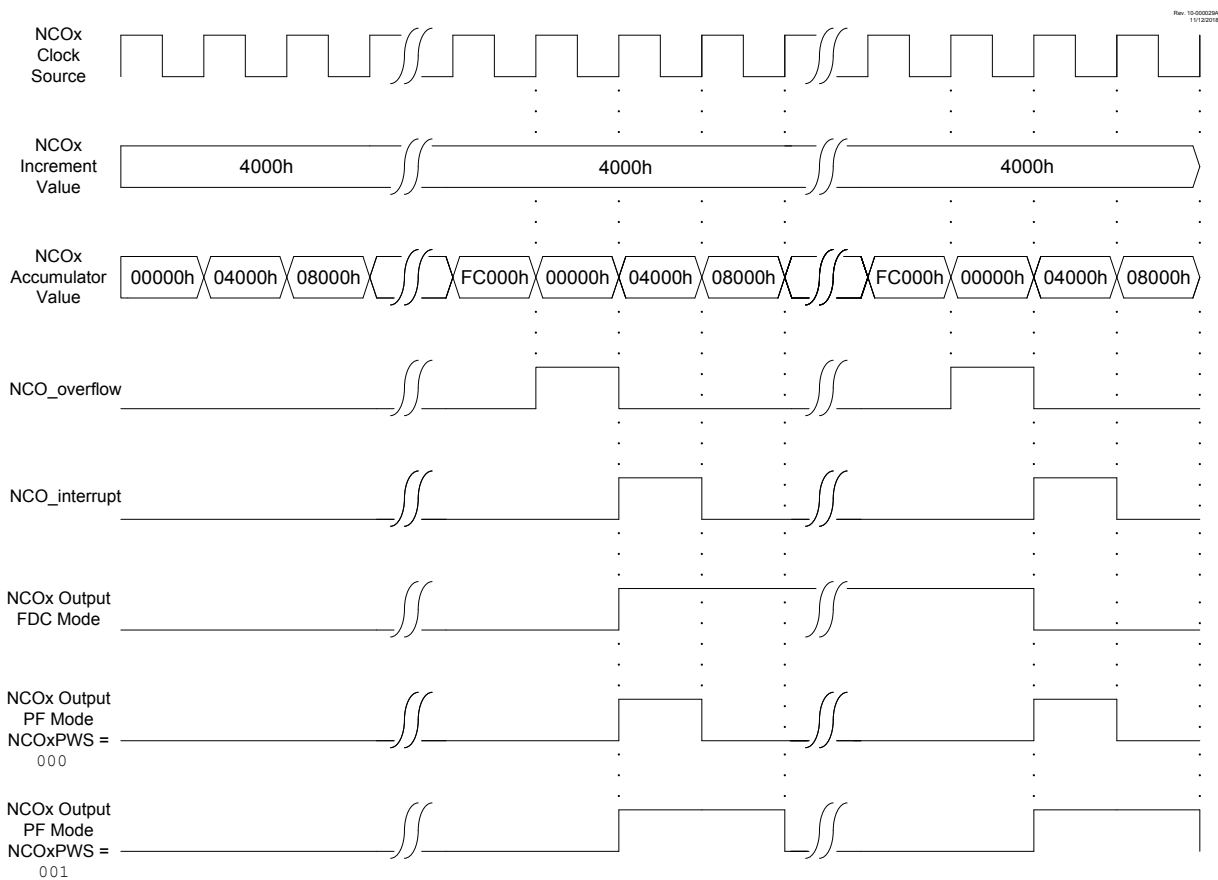 Rev. 10-000029A
11/12/2018
NCOx
Clock
Source
NCOx
Increment
Value
4000h
4000h
4000h
NCOx
Accumulator
Value
00000h 04000h 08000h FC000h 00000h 04000h 08000h FC000h 00000h 04000h 08000h
NCO_overflow
NCO_interrupt
NCOx Output
FDC Mode
NCOx Output
PF Mode
NCOxPWS =
000
NCOx Output
PF Mode
NCOxPWS =
001